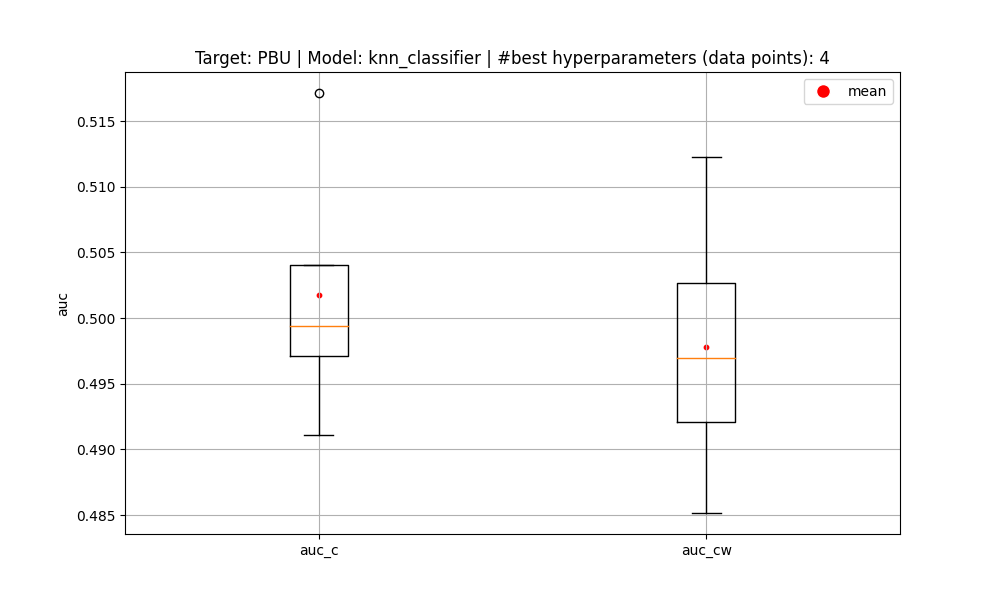 Target: PBU | Model: knn_classifier | #best hyperparameters (data points): 4
mean
0.515
0.510
0.505
0.500
0.495
0.490
0.485
auc
auc_c
auc_cw